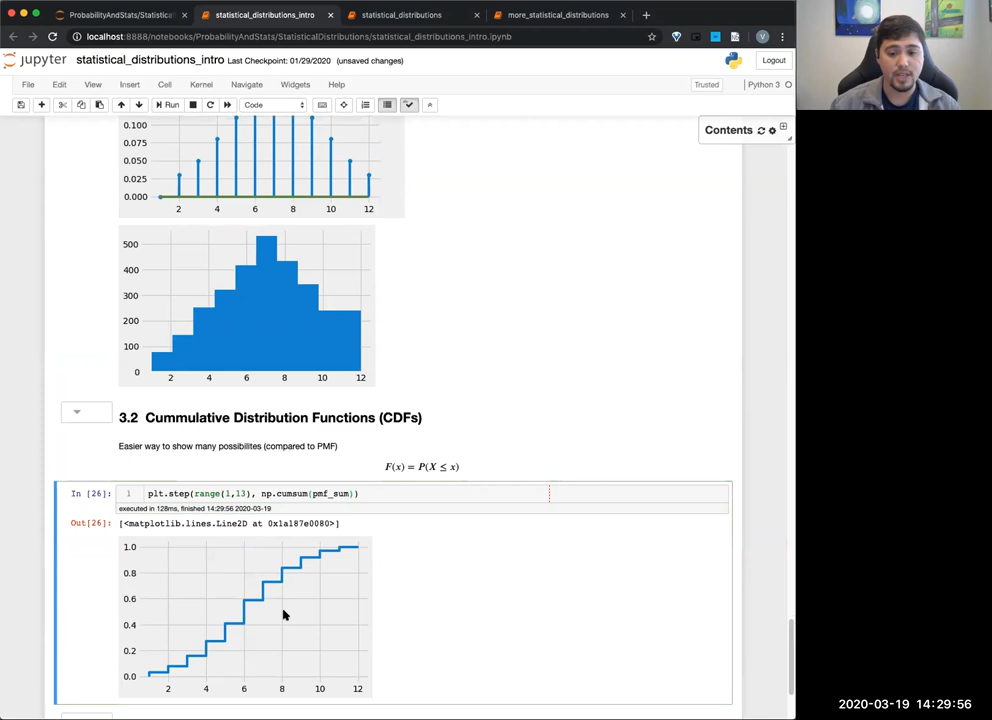 ProbabilityAndStats/Statistical
statistical_distributions_intro
statistical_distributions
more_statistical_distributions
localhost:8888/notebooks/ProbabilityAndStats/StatisticalDistributions/statistical_distributions_intro.ipynb
V
jupyter statistical_distributions_intro Last Checkpoint: 01/29/2020 (unsaved changes)
Logout
File Edit View Insert Cell Kernel Navigate Widgets Help
Trusted
Python 3
Run
Code
Contents
0.100
0.075
0.050
0.025
0.000
2 4 6 8 10 12
500
400
300
200
100
0
2 4 6 8 10 12
3.2 Cummulative Distribution Functions (CDFs)
Easier way to show many possibilites (compared to PMF)
F(x) = P(X ≤ x)
In [26]: 1 plt.step(range(1,13), np.cumsum(pmf_sum))
executed in 128ms, finished 14:29:56 2020-03-19
Out[26]: [<matplotlib.lines.Line2D at 0x1a187e0080>]
1.0
0.8
0.6
0.4
0.2
0.0
2 4 6 8 10 12
2020-03-19 14:29:56